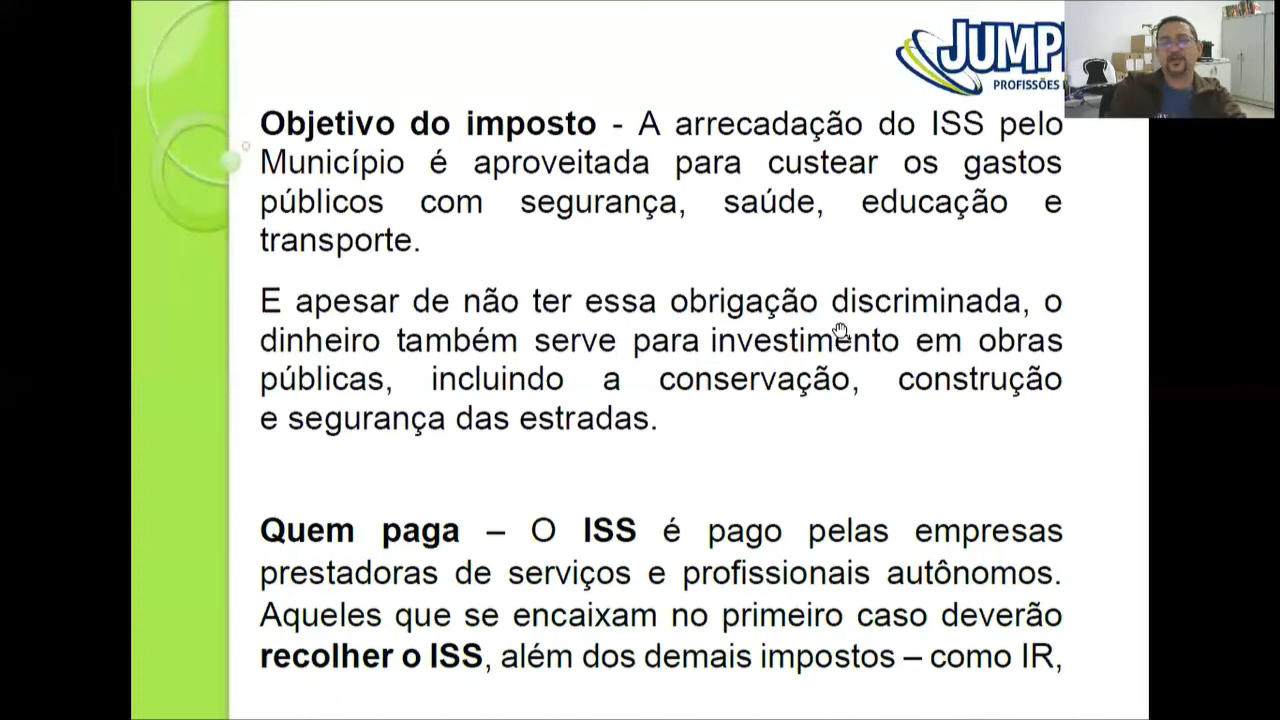 JUMP
PROFISSÕES
Objetivo do imposto - A arrecadação do ISS pelo
Município é aproveitada para custear os gastos
públicos com segurança, saúde, educação e
transporte.
E apesar de não ter essa obrigação discriminada, o
dinheiro também serve para investimento em obras
públicas, incluindo a conservação, construção
e segurança das estradas.
Quem paga – O ISS é pago pelas empresas
prestadoras de serviços e profissionais autônomos.
Aqueles que se encaixam no primeiro caso deverão
recolher o ISS, além dos demais impostos – como IR,